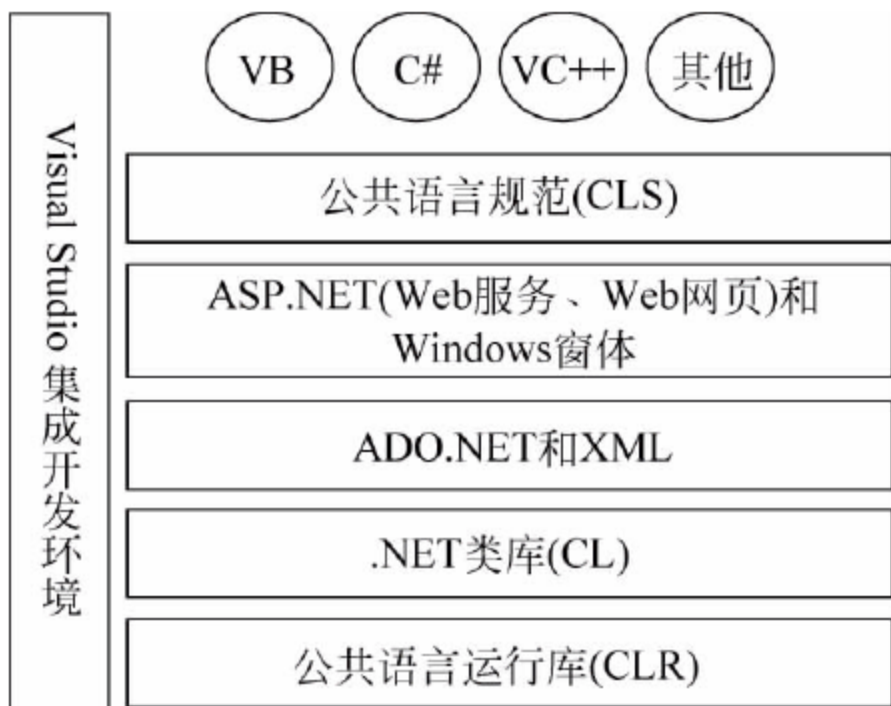 Visual Studio 集成开发环境
VB
C#
VC++
其他
公共语言规范(CLS)
ASP.NET(Web服务、Web网页)和
Windows窗体
ADO.NET和XML
.NET类库(CL)
公共语言运行库(CLR)